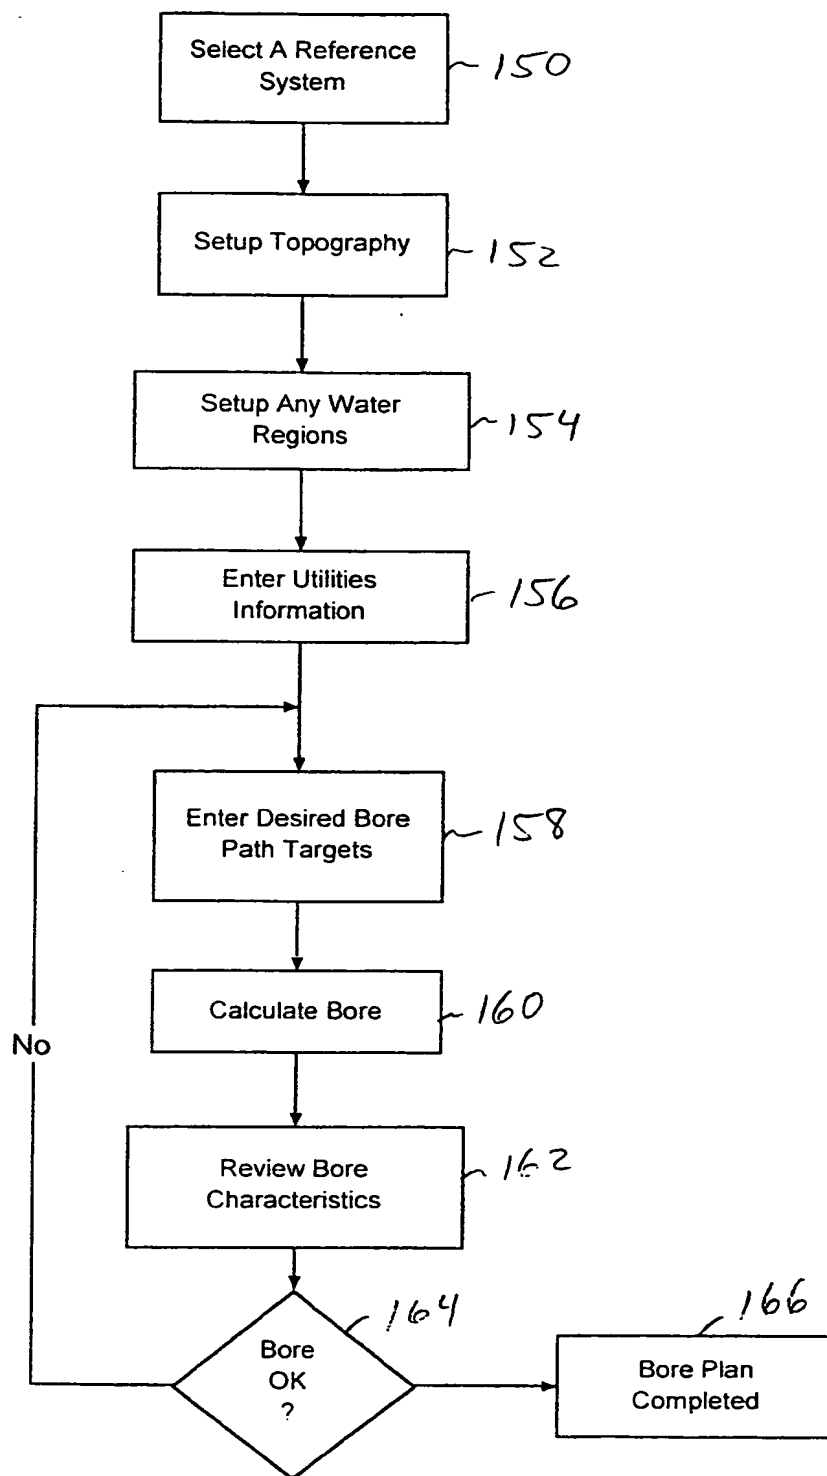 Select A Reference
System
150
Setup Topography
152
Setup Any Water
Regions
154
Enter Utilities
Information
156
Enter Desired Bore
Path Targets
158
Calculate Bore
160
No
Review Bore
Characteristics
162
Bore
OK
?
164
166
Bore Plan
Completed